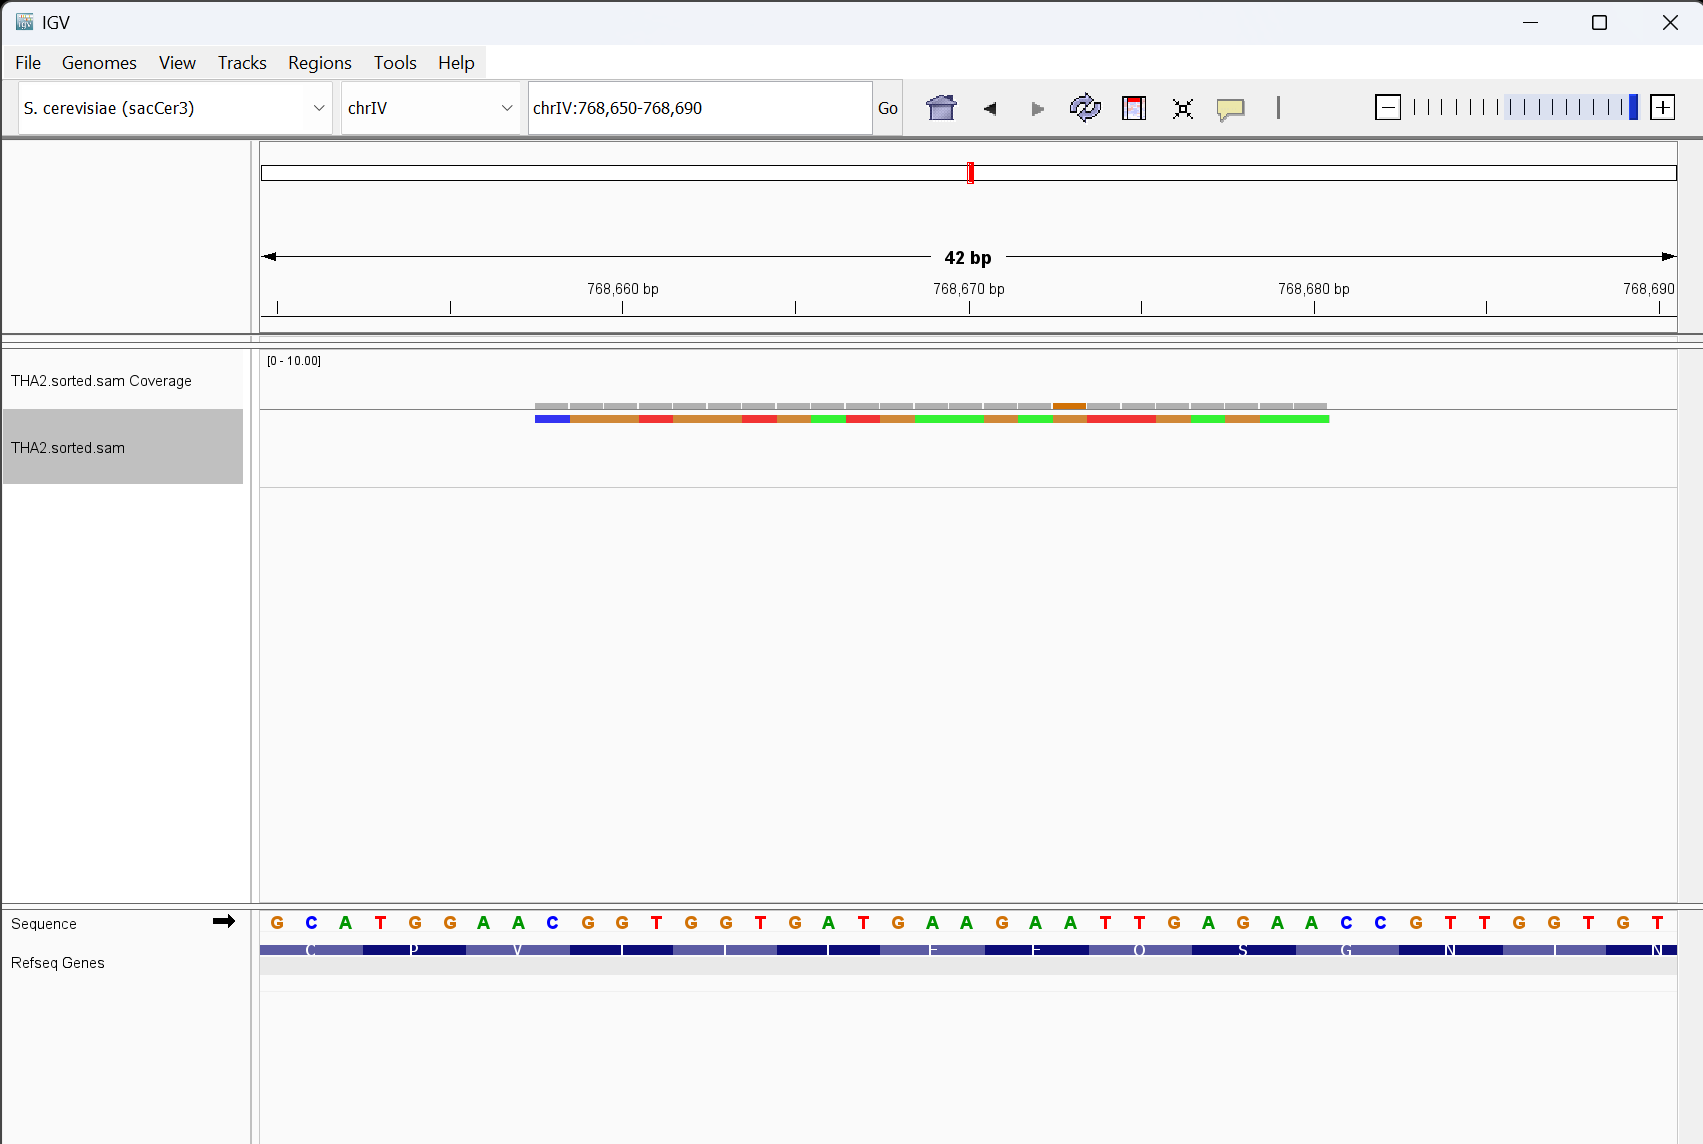 IGV
File Genomes View Tracks Regions Tools Help
S. cerevisiae (sacCer3) chrIV chrIV:768,650-768,690 Go
42 bp
768,660 bp 768,670 bp 768,680 bp 768,690
[0 - 10.00]
THA2.sorted.sam Coverage
THA2.sorted.sam
Sequence G C A T G G A A C G G T G G T G A T G A A G A A T T G A G A A C C G T T G G T G T
Refseq Genes